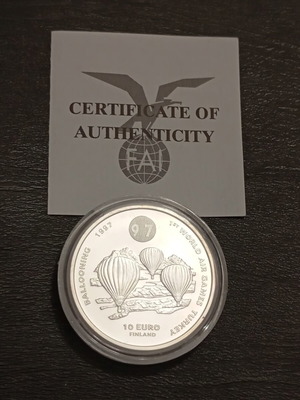 CERTIFICATE OF
AUTHENTICITY
FAI
BALLOONING 1997
97
1ST WORLD AIR GAMES TURKEY
10 EURO
FINLAND